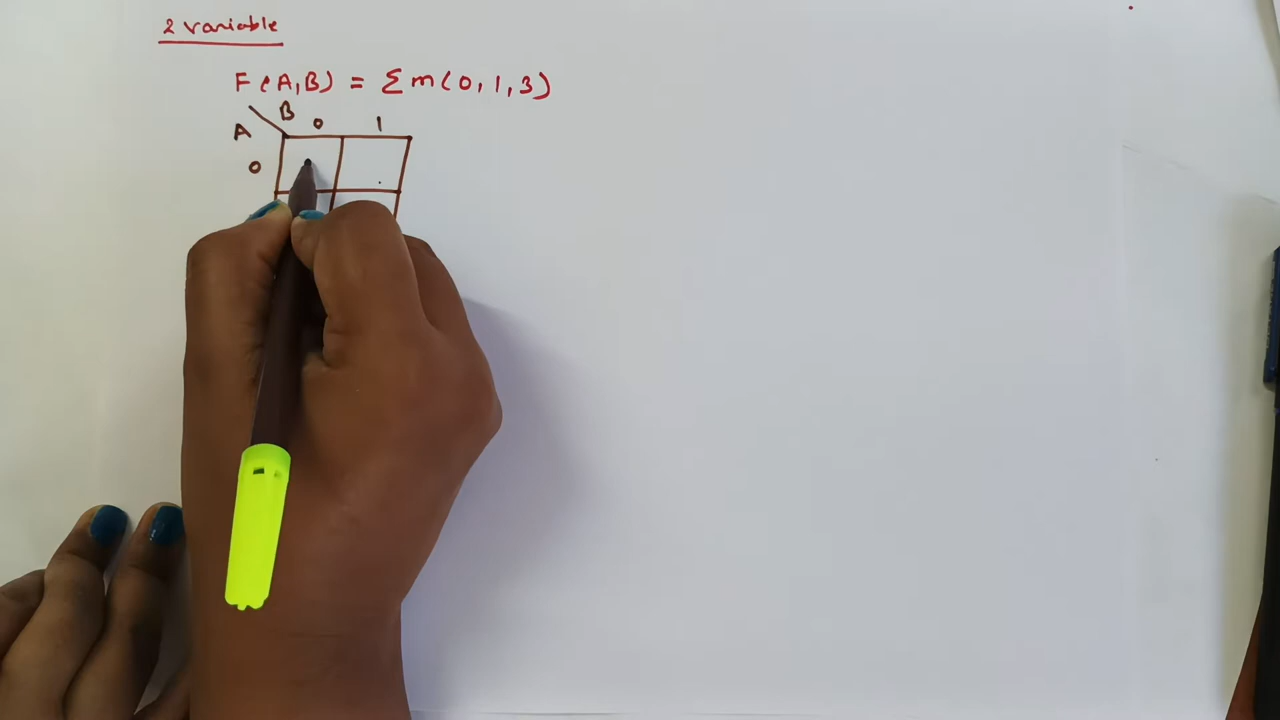 2 variable
F(A,B) = Σm(0,1,3)
B 0 1
A
0